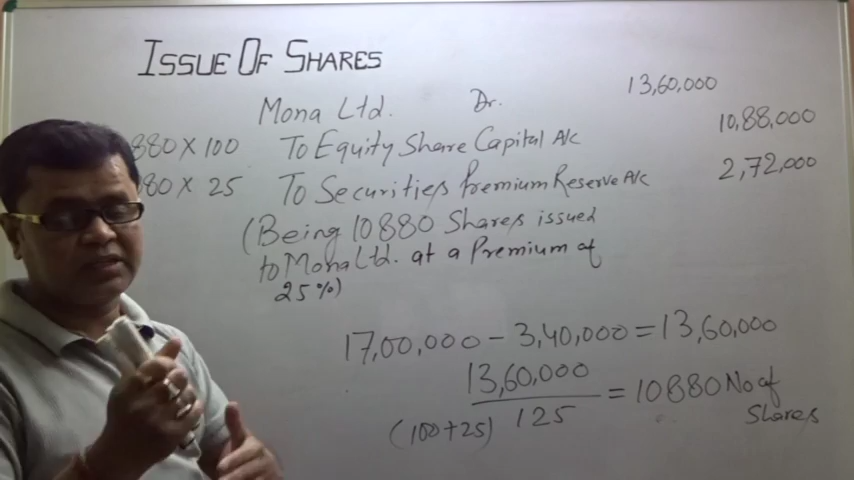 ISSUE OF SHARES
Mona Ltd. Dr. 13,60,000
880 X 100 To Equity Share Capital A/c 10,88,000
80 X 25 To Securities Premium Reserve A/c 2,72,000
(Being 10880 Shares issued
to Mona Ltd. at a Premium of
25%)
17,00,000 - 3,40,000 = 13,60,000
13,60,000
125
= 10880 No of
Shares
(100+25)